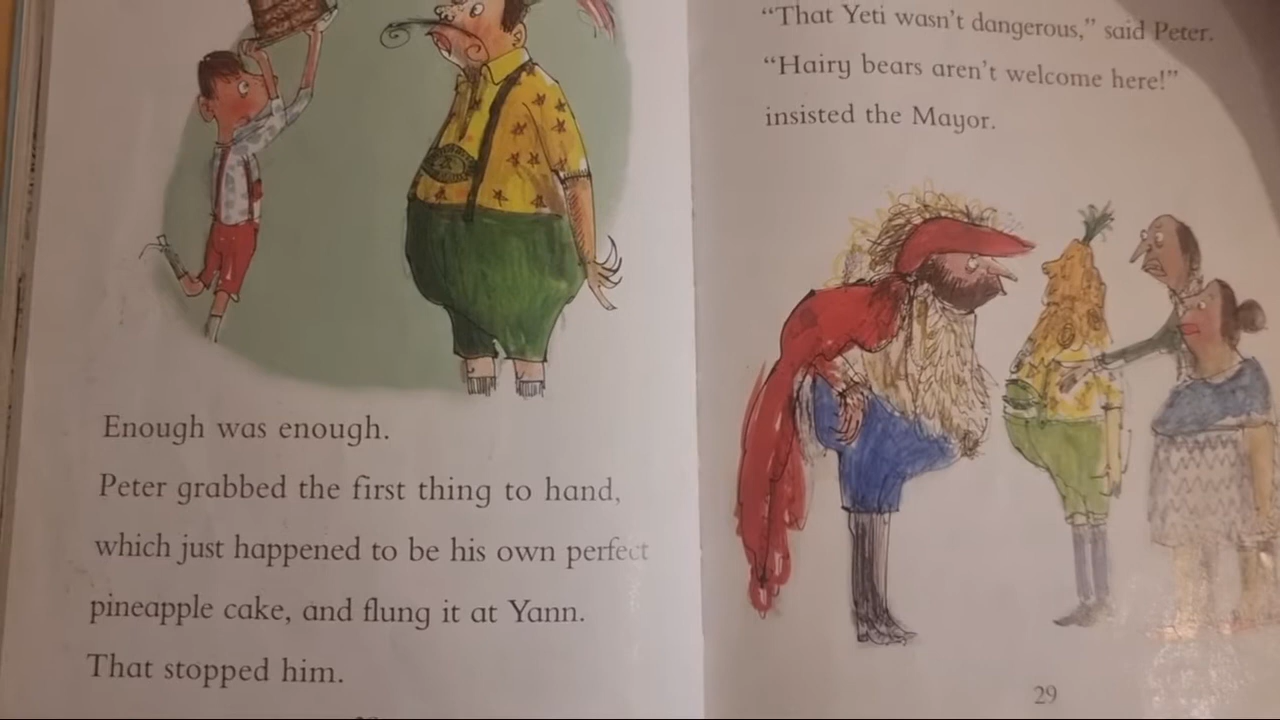 Enough was enough.
Peter grabbed the first thing to hand,
which just happened to be his own perfect
pineapple cake, and flung it at Yann.
That stopped him.
“That Yeti wasn’t dangerous,” said Peter.
“Hairy bears aren’t welcome here!”
insisted the Mayor.
29